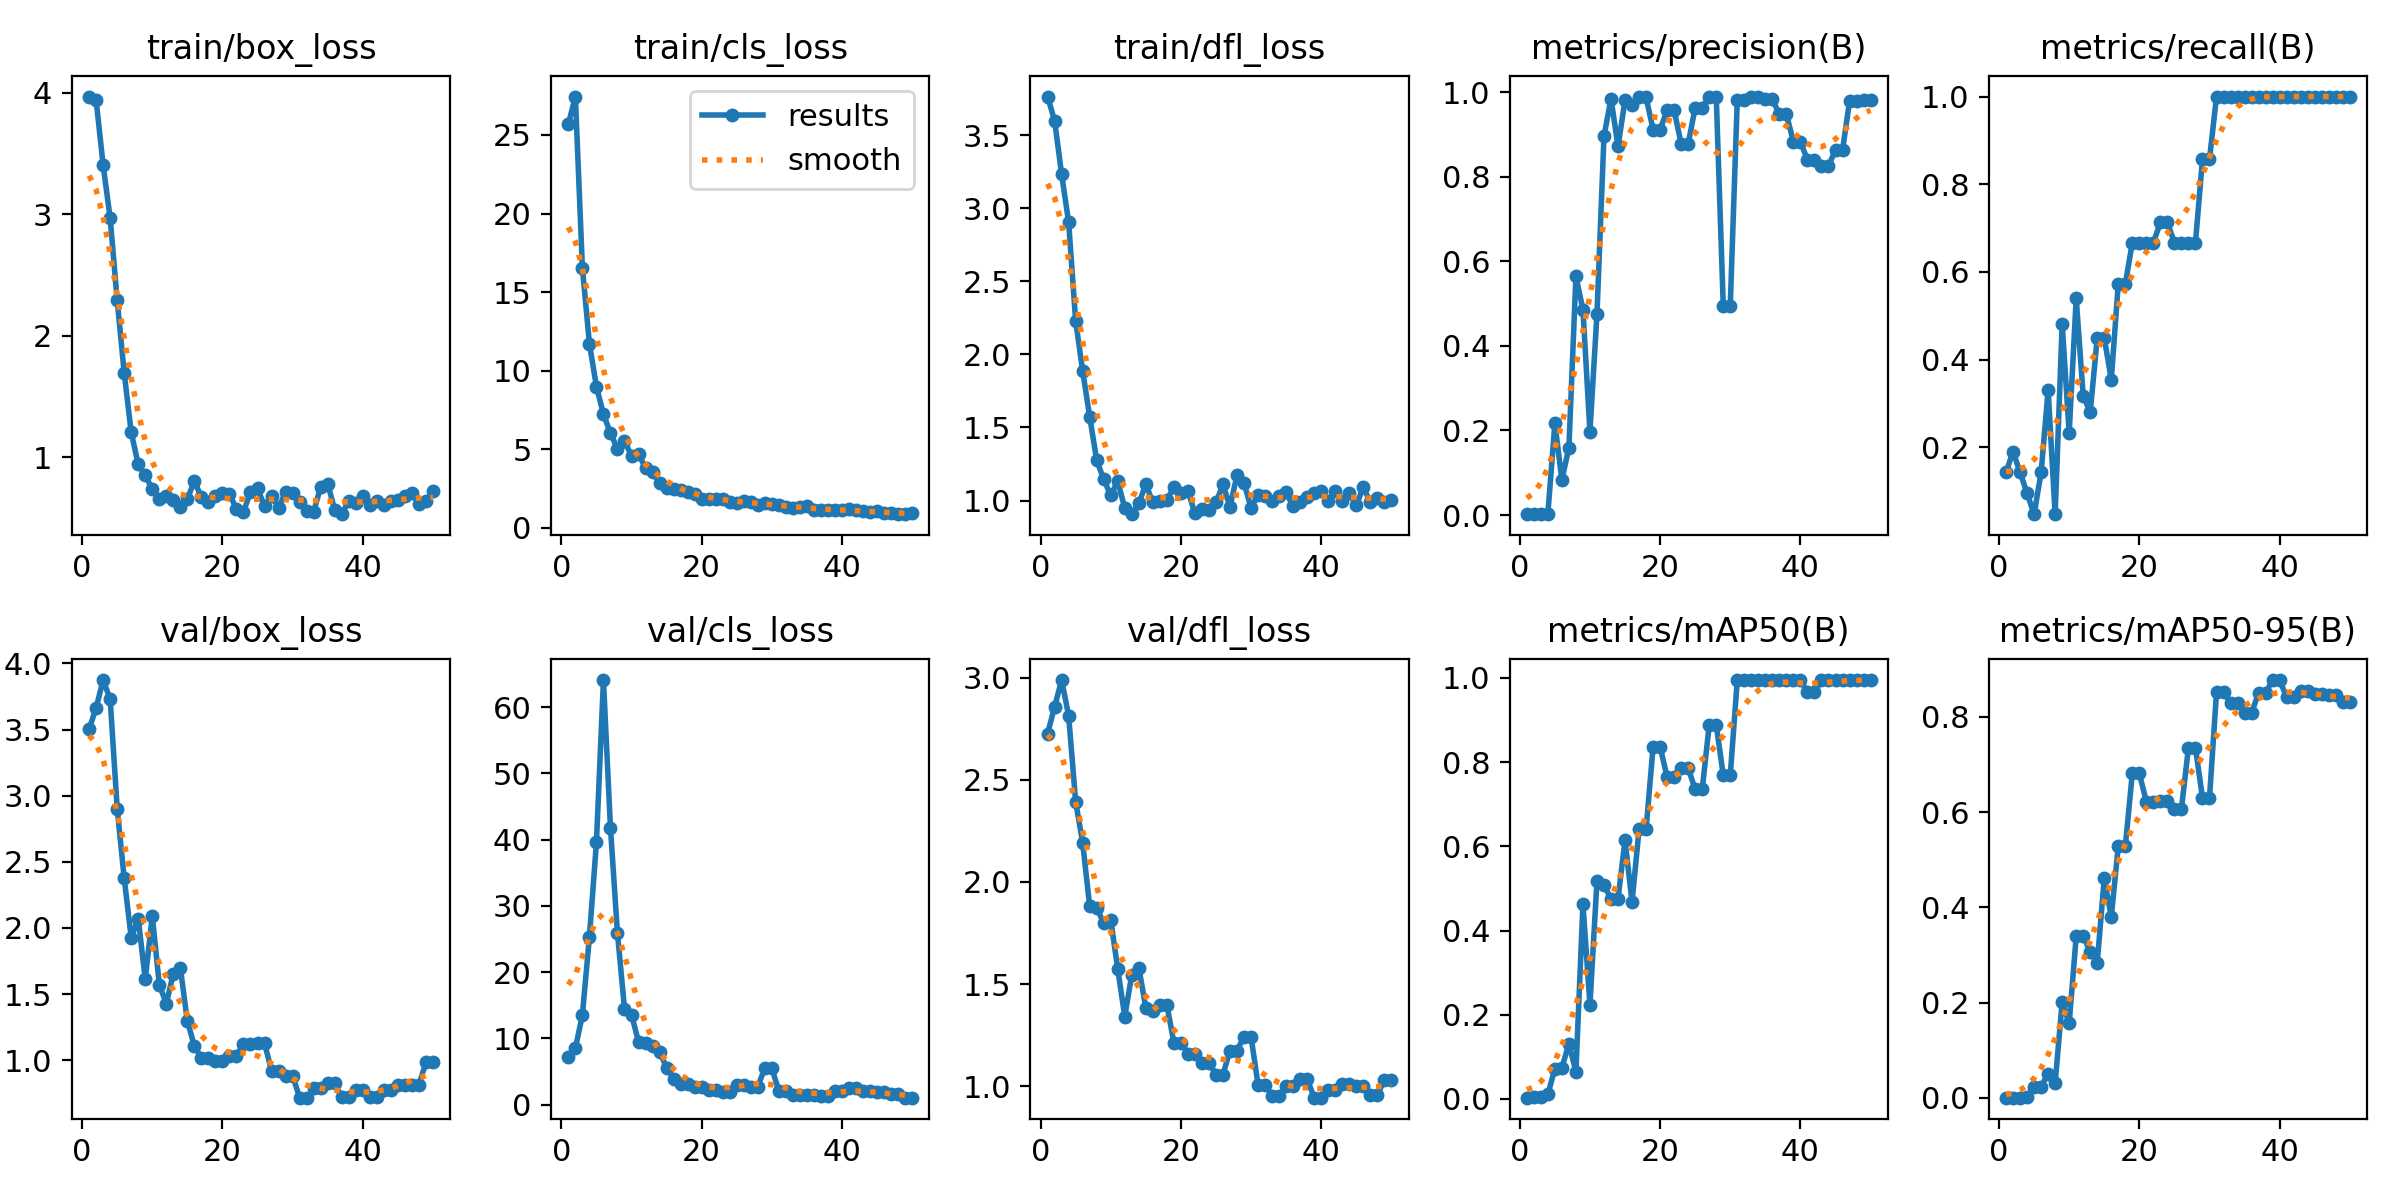 train/box_loss
4
3
2
1
0 20 40
train/cls_loss
results
smooth
25
20
15
10
5
0
0 20 40
train/dfl_loss
3.5
3.0
2.5
2.0
1.5
1.0
0 20 40
metrics/precision(B)
1.0
0.8
0.6
0.4
0.2
0.0
0 20 40
metrics/recall(B)
1.0
0.8
0.6
0.4
0.2
0 20 40
val/box_loss
4.0
3.5
3.0
2.5
2.0
1.5
1.0
0 20 40
val/cls_loss
60
50
40
30
20
10
0
0 20 40
val/dfl_loss
3.0
2.5
2.0
1.5
1.0
0 20 40
metrics/mAP50(B)
1.0
0.8
0.6
0.4
0.2
0.0
0 20 40
metrics/mAP50-95(B)
0.8
0.6
0.4
0.2
0.0
0 20 40